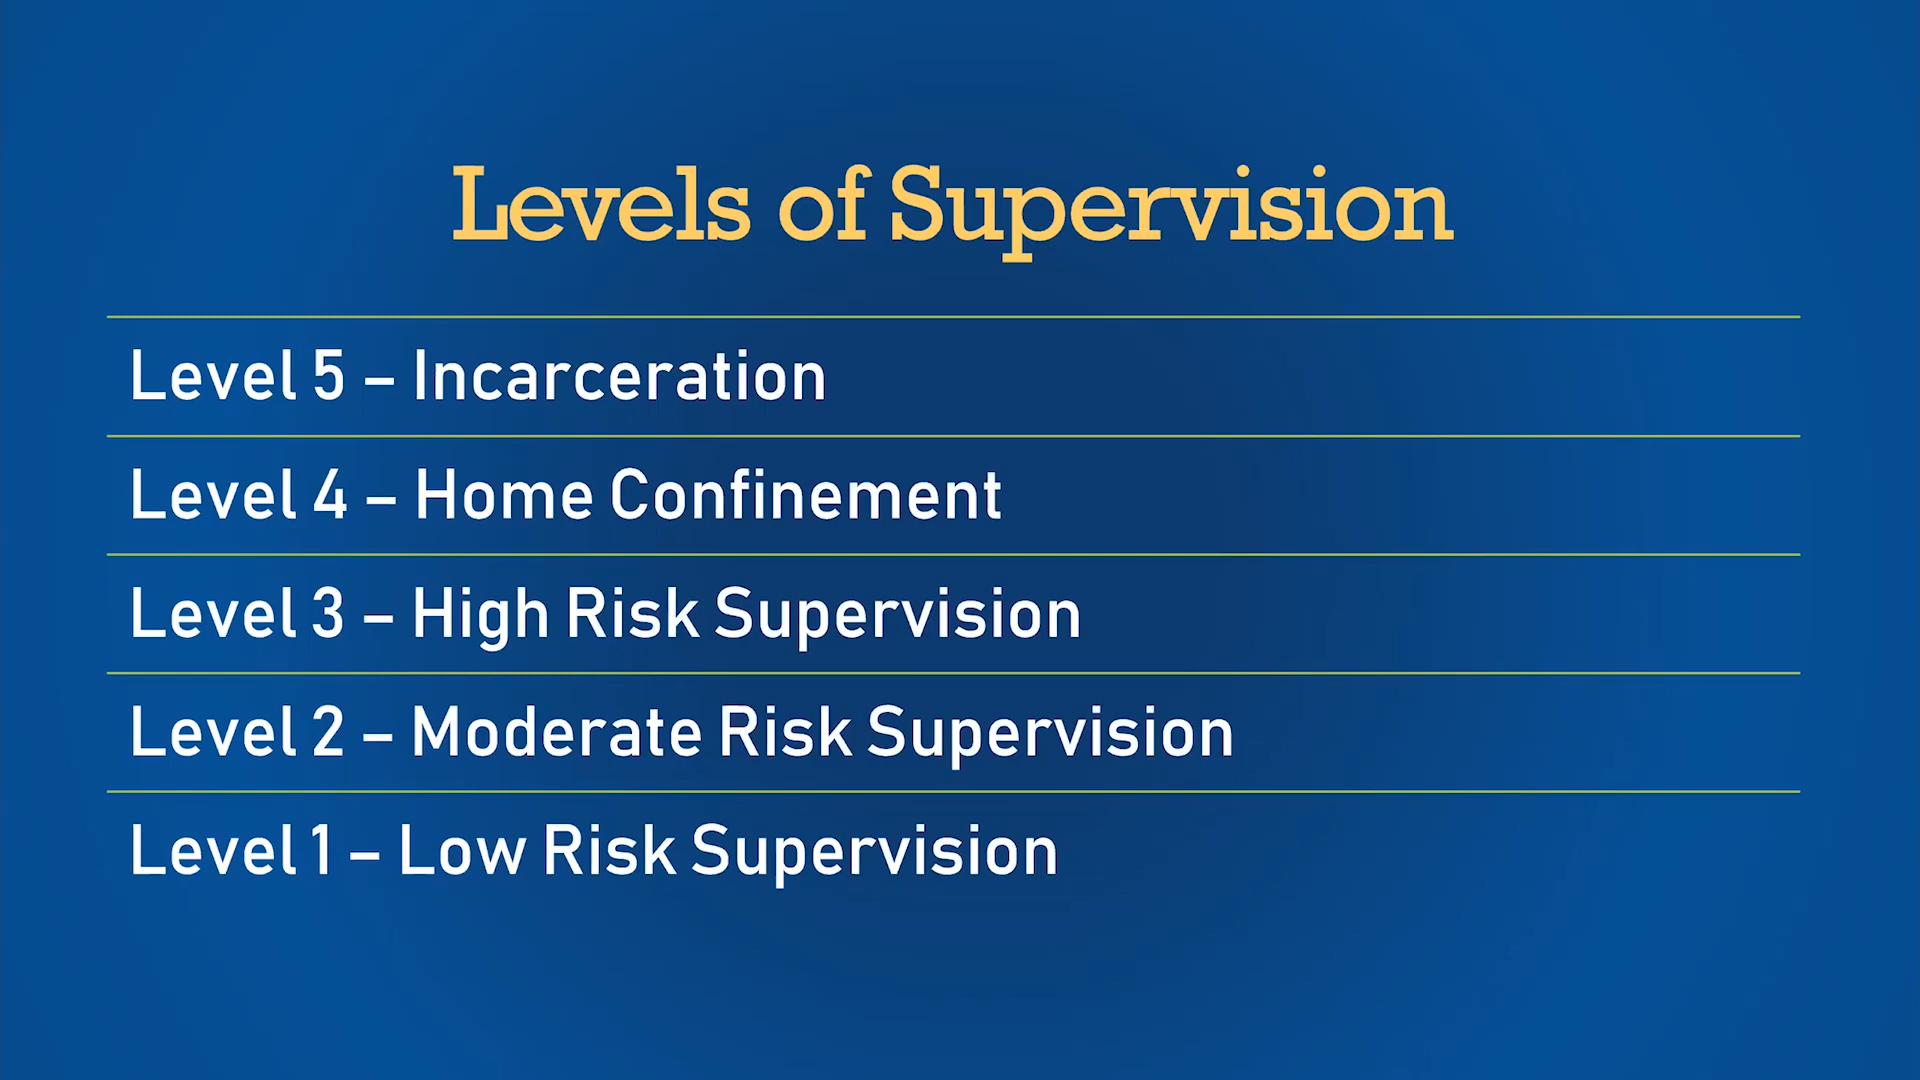 Levels of Supervision
Level 5 – Incarceration
Level 4 – Home Confinement
Level 3 – High Risk Supervision
Level 2 – Moderate Risk Supervision
Level 1 – Low Risk Supervision